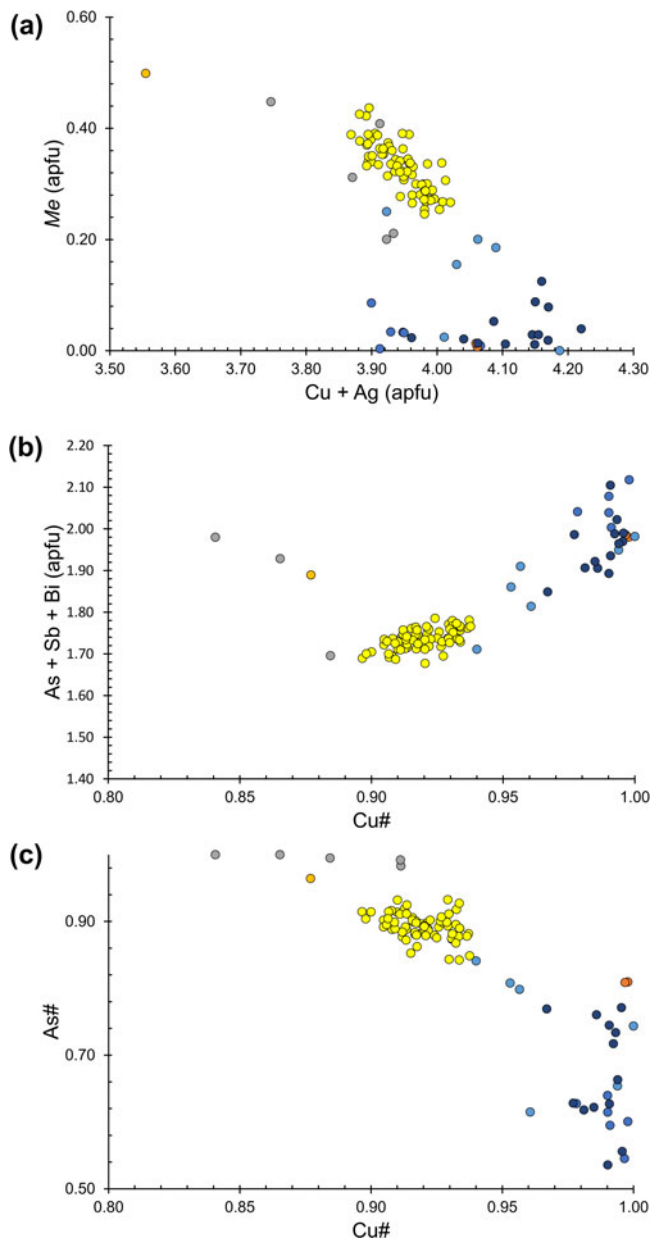 (a)
0.60
0.40
0.20
0.00
Me (apfu)
3.50 3.60 3.70 3.80 3.90 4.00 4.10 4.20 4.30
Cu + Ag (apfu)
(b)
2.20
2.10
2.00
1.90
1.80
1.70
1.60
1.50
1.40
As + Sb + Bi (apfu)
0.80 0.85 0.90 0.95 1.00
Cu#
(c)
0.90
0.70
0.50
As#
0.80 0.85 0.90 0.95 1.00
Cu#